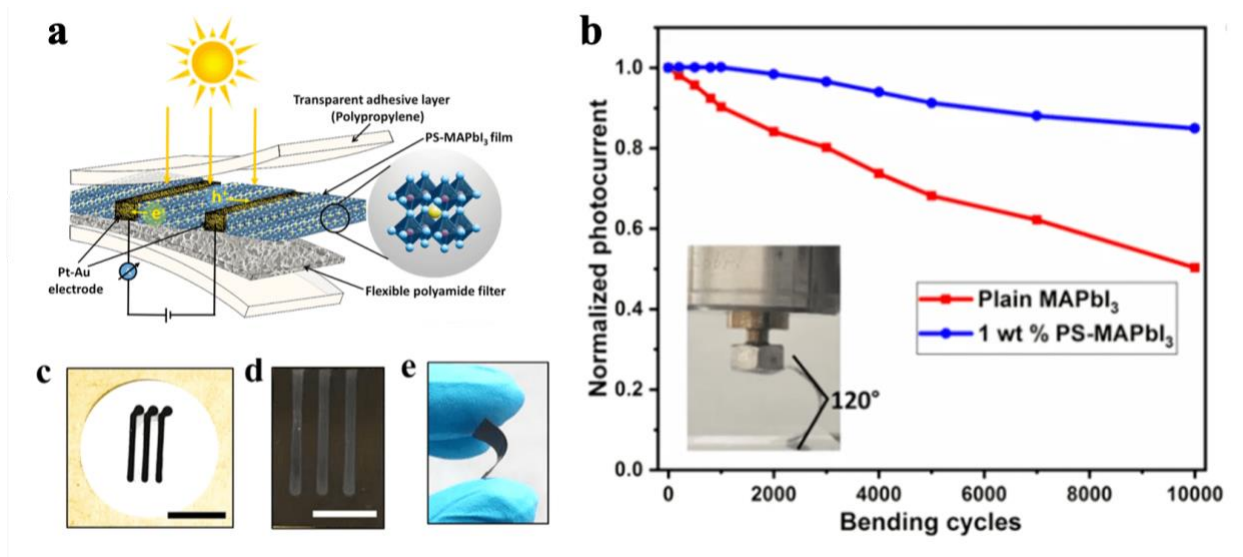 a
Transparent adhesive layer
(Polypropylene)
PS-MAPbI₃ film
h⁺
e⁻
Pt-Au
electrode
Flexible polyamide filter
b
Normalized photocurrent
1.0
0.8
0.6
0.4
0.2
0.0
Plain MAPbI₃
1 wt % PS-MAPbI₃
120°
0
2000
4000
6000
8000
10000
Bending cycles
c
d
e